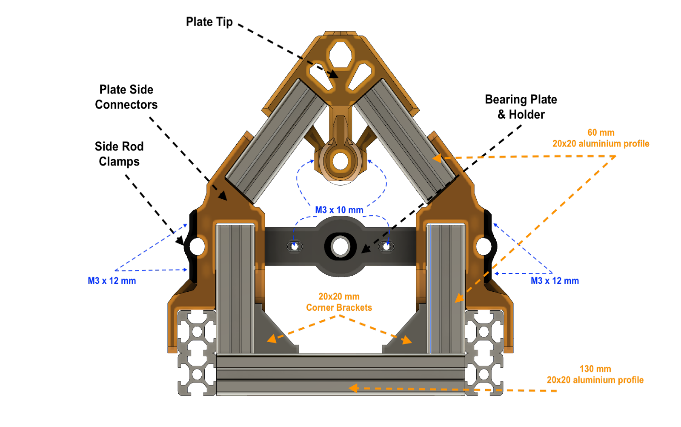 Plate Tip
Plate Side
Connectors
Bearing Plate
& Holder
60 mm
20x20 aluminium profile
Side Rod
Clamps
M3 x 10 mm
M3 x 12 mm
M3 x 12 mm
20x20 mm
Corner Brackets
130 mm
20x20 aluminium profile